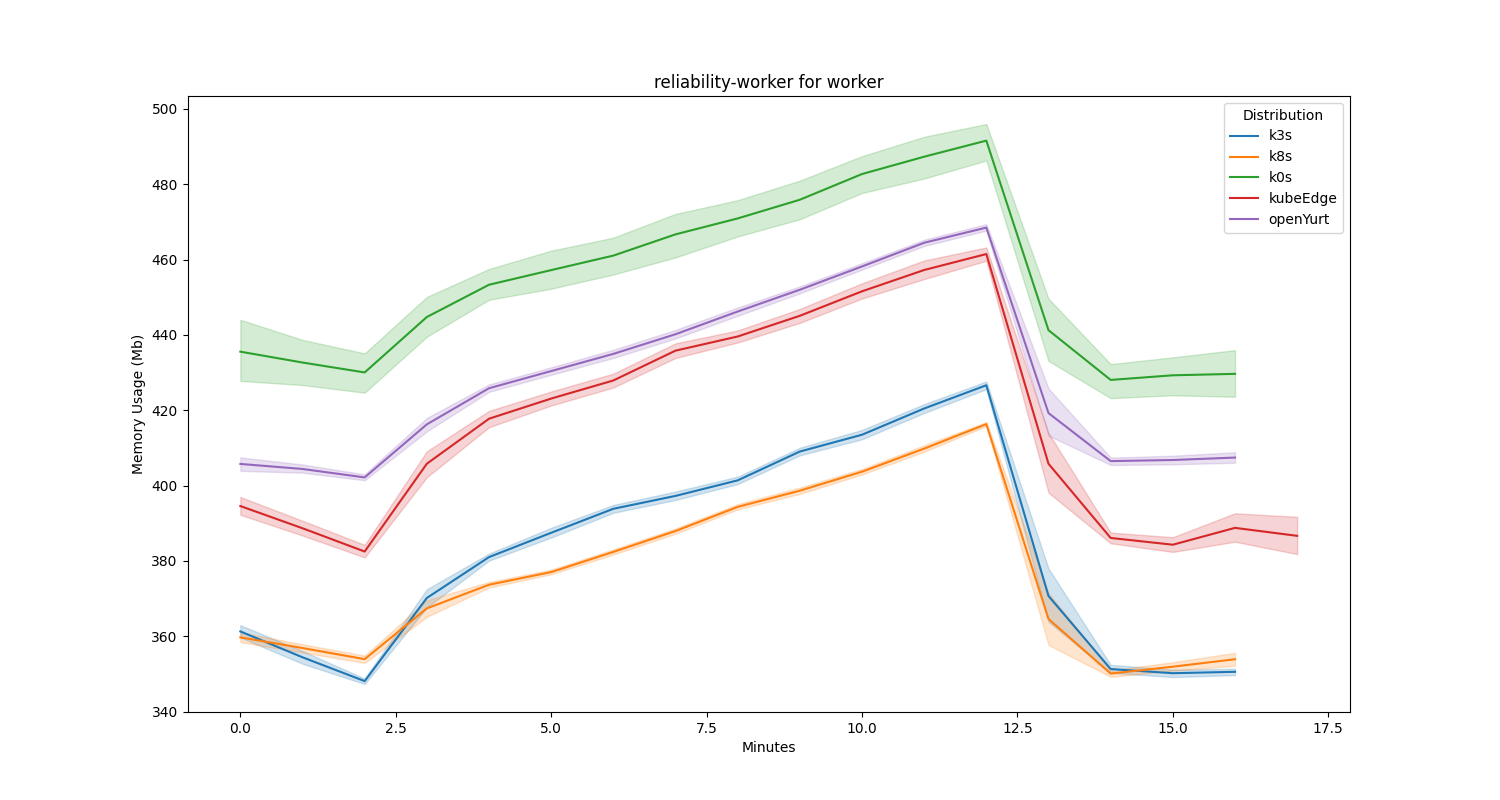 reliability-worker for worker
Distribution
k3s
k8s
k0s
kubeEdge
openYurt
Memory Usage (Mb)
500
480
460
440
420
400
380
360
340
0.0 2.5 5.0 7.5 10.0 12.5 15.0 17.5
Minutes